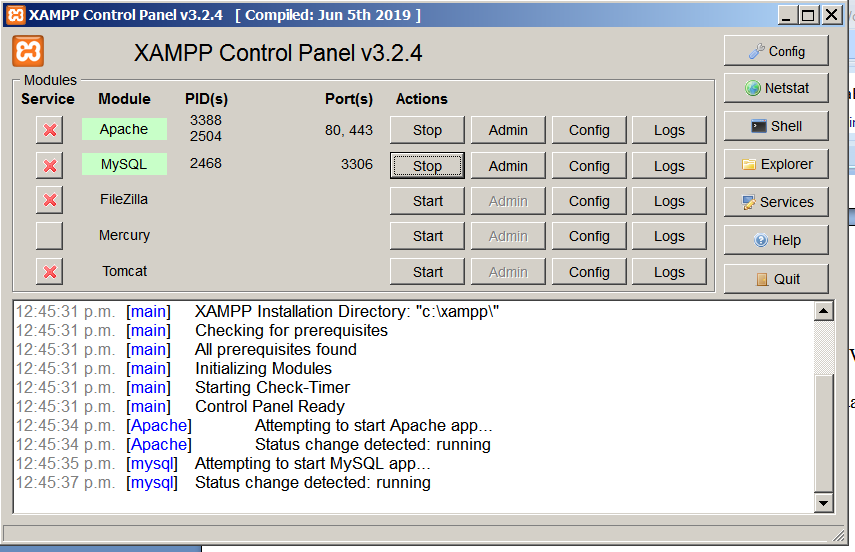 XAMPP Control Panel v3.2.4 [ Compiled: Jun 5th 2019 ]
XAMPP Control Panel v3.2.4
Config
Modules
Service Module PID(s) Port(s) Actions
Netstat
Apache 3388 2504 80, 443 Stop Admin Config Logs
Shell
MySQL 2468 3306 Stop Admin Config Logs
Explorer
FileZilla Start Admin Config Logs
Services
Mercury Start Admin Config Logs
Help
Tomcat Start Admin Config Logs
Quit
12:45:31 p.m. [main] XAMPP Installation Directory: "c:\xampp\"
12:45:31 p.m. [main] Checking for prerequisites
12:45:31 p.m. [main] All prerequisites found
12:45:31 p.m. [main] Initializing Modules
12:45:31 p.m. [main] Starting Check-Timer
12:45:31 p.m. [main] Control Panel Ready
12:45:34 p.m. [Apache] Attempting to start Apache app...
12:45:34 p.m. [Apache] Status change detected: running
12:45:35 p.m. [mysql] Attempting to start MySQL app...
12:45:37 p.m. [mysql] Status change detected: running